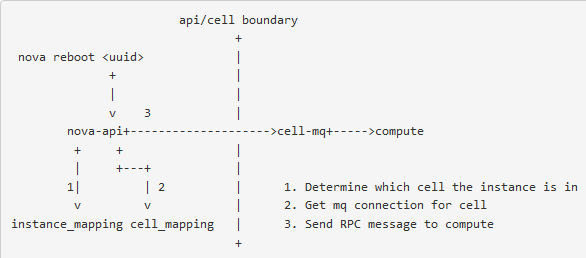 api/cell boundary
+
nova reboot <uuid> |
+ |
| |
v 3 |
nova-api+--------------------->cell-mq+----->compute
+ + |
| +---+ |
1| | 2 | 1. Determine which cell the instance is in
v v | 2. Get mq connection for cell
instance_mapping cell_mapping | 3. Send RPC message to compute
+